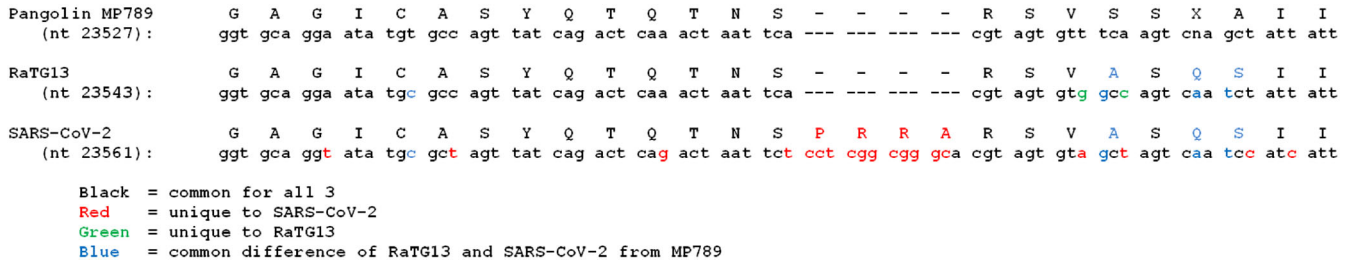 Pangolin MP789 G A G I C A S Y Q T Q T N S - - - - R S V S S X A I I
(nt 23527): ggt gca gga ata tgt gcc agt tat cag act caa act aat tca --- --- --- --- cgt agt gtt tca agt cna gct att att
RaTG13 G A G I C A S Y Q T Q T N S - - - - R S V A S Q S I I
(nt 23543): ggt gca gga ata tgc gcc agt tat cag act caa act aat tca --- --- --- --- cgt agt gtg gcc agt caa tct att att
SARS-CoV-2 G A G I C A S Y Q T Q T N S P R R A R S V A S Q S I I
(nt 23561): ggt gca ggt ata tgc gct agt tat cag act cag act aat tct cct cgg cgg gca cgt agt gta gct agt caa tcc atc att
Black = common for all 3
Red = unique to SARS-CoV-2
Green = unique to RaTG13
Blue = common difference of RaTG13 and SARS-CoV-2 from MP789